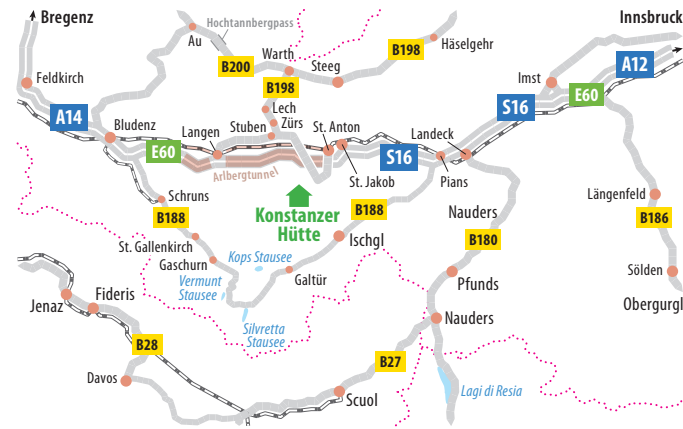 Bregenz
Innsbruck
Hochtannbergpass
Au
Häselgehr
B198
Warth
B200
Steeg
A12
Feldkirch
Imst
B198
E60
S16
Lech
A14
Zürs
Bludenz
Stuben
St. Anton
Landeck
Langen
E60
S16
Arlbergtunnel
St. Jakob
Pians
Schruns
Konstanzer
Hütte
B188
Nauders
Längenfeld
B188
B186
St. Gallenkirch
Ischgl
B180
Gaschurn
Kops Stausee
Galtür
Sölden
Vermunt
Stausee
Pfunds
Fideris
Jenaz
Obergurgl
Silvretta
Stausee
Nauders
B28
B27
Davos
Scuol
Lagi di Resia